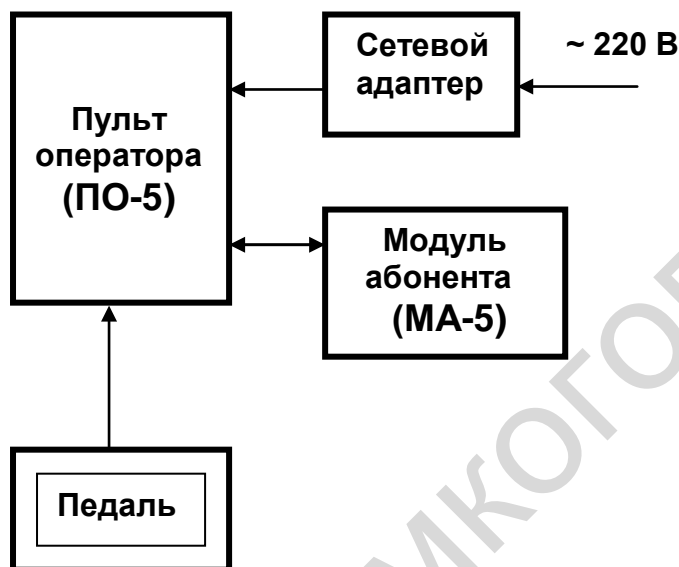 Пульт
оператора
(ПО-5)
Сетевой
адаптер
~ 220 В
Модуль
абонента
(МА-5)
Педаль